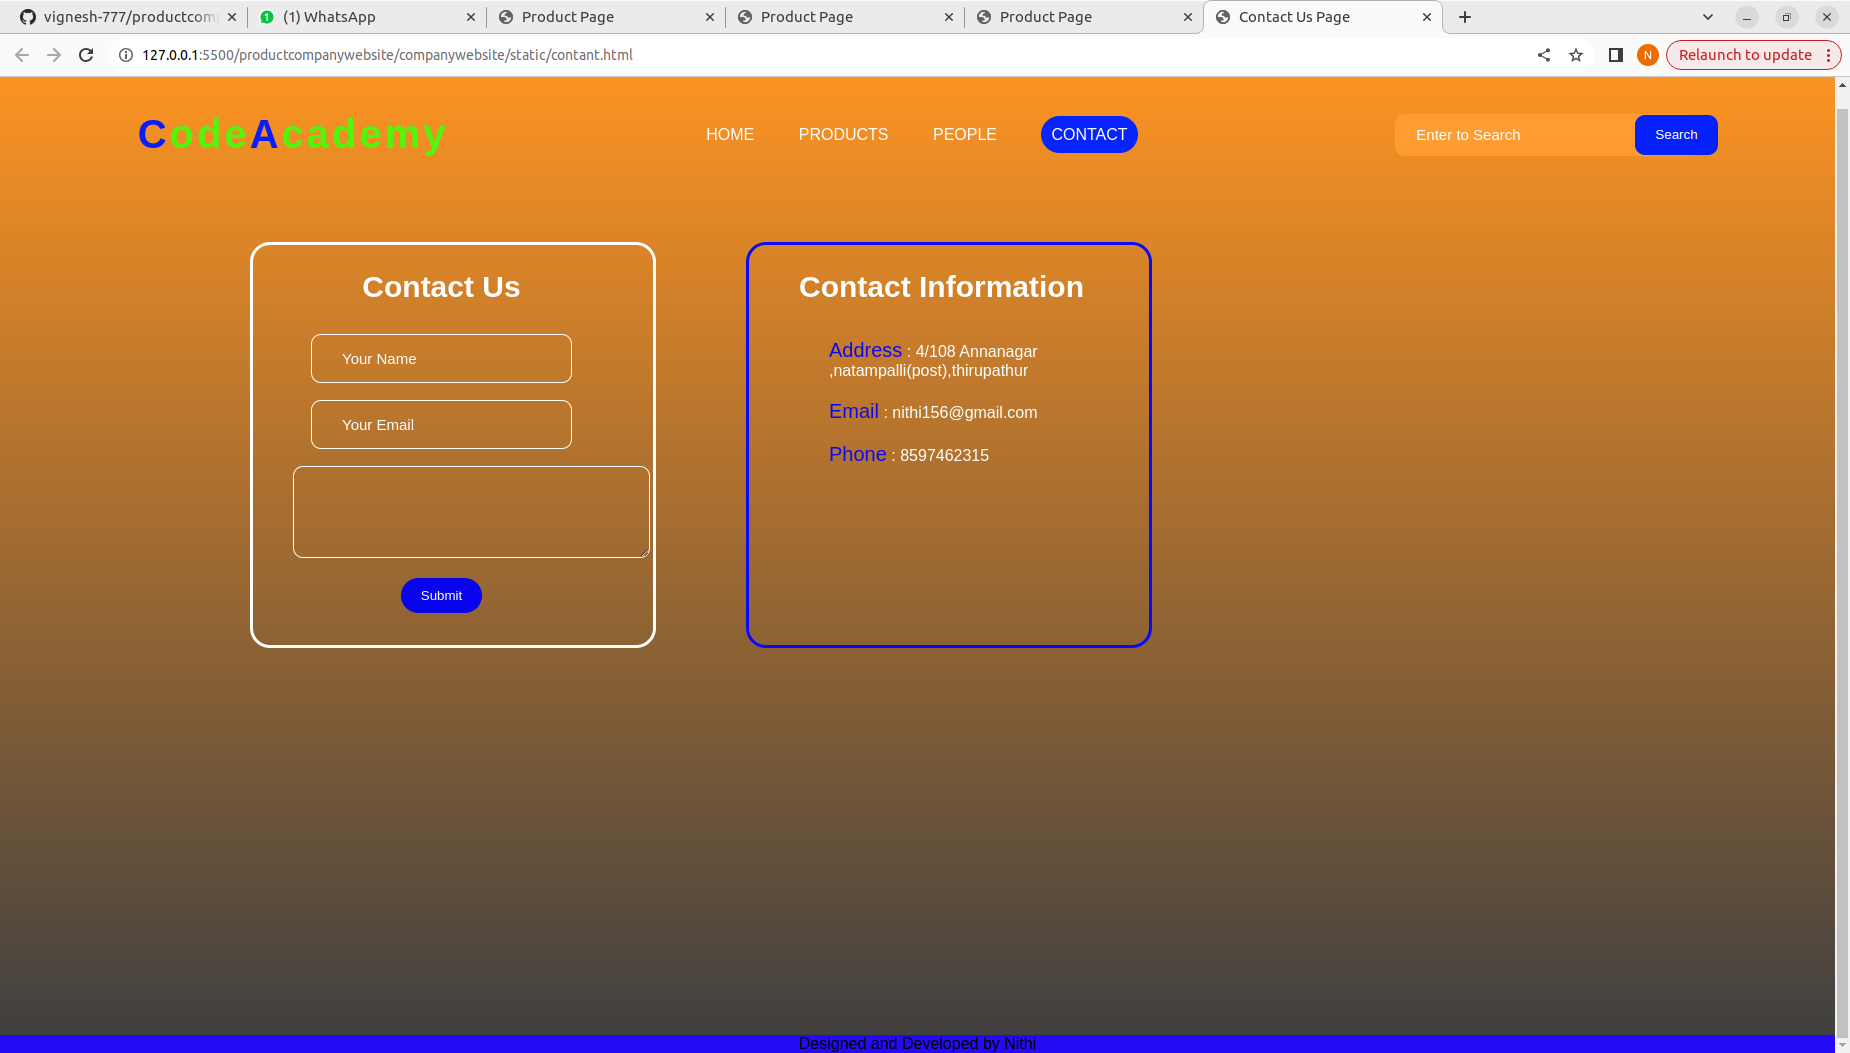 vignesh-777/productcom
(1) WhatsApp
Product Page
Product Page
Product Page
Contact Us Page
127.0.0.1:5500/productcompanywebsite/companywebsite/static/contant.html
N
Relaunch to update
CodeAcademy
HOME
PRODUCTS
PEOPLE
CONTACT
Enter to Search
Search
Contact Us
Your Name
Your Email
Submit
Contact Information
Address : 4/108 Annanagar
,natampalli(post),thirupathur
Email : nithi156@gmail.com
Phone : 8597462315
Designed and Developed by Nithi